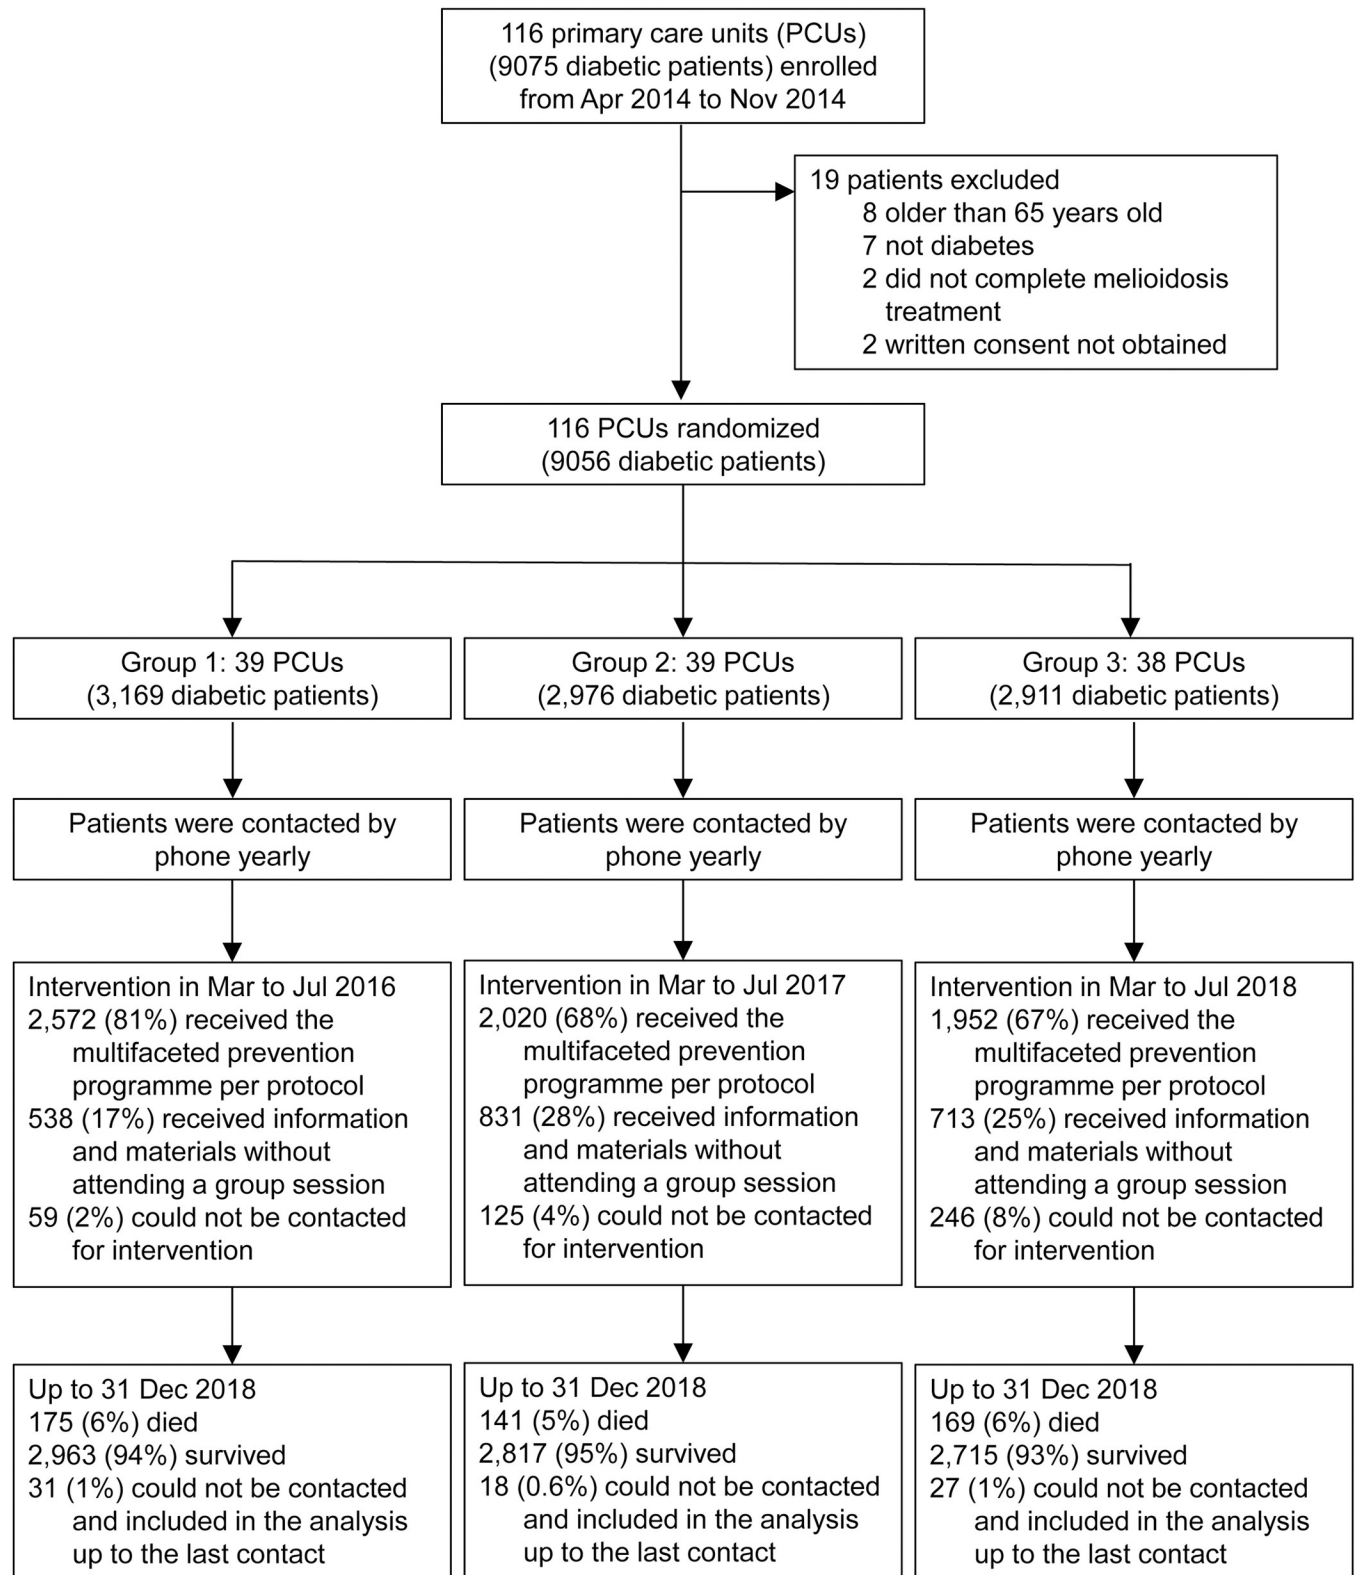 116 primary care units (PCUs)
(9075 diabetic patients) enrolled
from Apr 2014 to Nov 2014
19 patients excluded
8 older than 65 years old
7 not diabetes
2 did not complete melioidosis
treatment
2 written consent not obtained
116 PCUs randomized
(9056 diabetic patients)
Group 1: 39 PCUs
(3,169 diabetic patients)
Group 2: 39 PCUs
(2,976 diabetic patients)
Group 3: 38 PCUs
(2,911 diabetic patients)
Patients were contacted by
phone yearly
Patients were contacted by
phone yearly
Patients were contacted by
phone yearly
Intervention in Mar to Jul 2016
2,572 (81%) received the
multifaceted prevention
programme per protocol
538 (17%) received information
and materials without
attending a group session
59 (2%) could not be contacted
for intervention
Intervention in Mar to Jul 2017
2,020 (68%) received the
multifaceted prevention
programme per protocol
831 (28%) received information
and materials without
attending a group session
125 (4%) could not be contacted
for intervention
Intervention in Mar to Jul 2018
1,952 (67%) received the
multifaceted prevention
programme per protocol
713 (25%) received information
and materials without
attending a group session
246 (8%) could not be contacted
for intervention
Up to 31 Dec 2018
175 (6%) died
2,963 (94%) survived
31 (1%) could not be contacted
and included in the analysis
up to the last contact
Up to 31 Dec 2018
141 (5%) died
2,817 (95%) survived
18 (0.6%) could not be contacted
and included in the analysis
up to the last contact
Up to 31 Dec 2018
169 (6%) died
2,715 (93%) survived
27 (1%) could not be contacted
and included in the analysis
up to the last contact